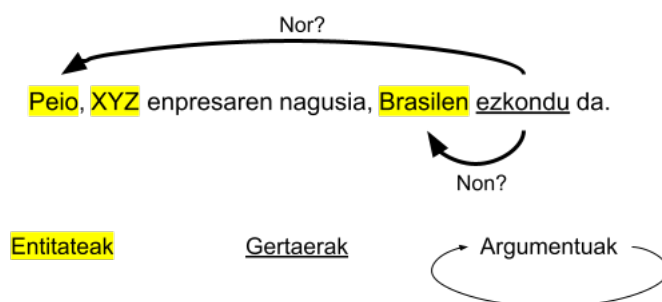 Nor?
Peio, XYZ enpresaren nagusia, Brasilen ezkondu da.
Non?
Entitateak Gertaerak Argumentuak